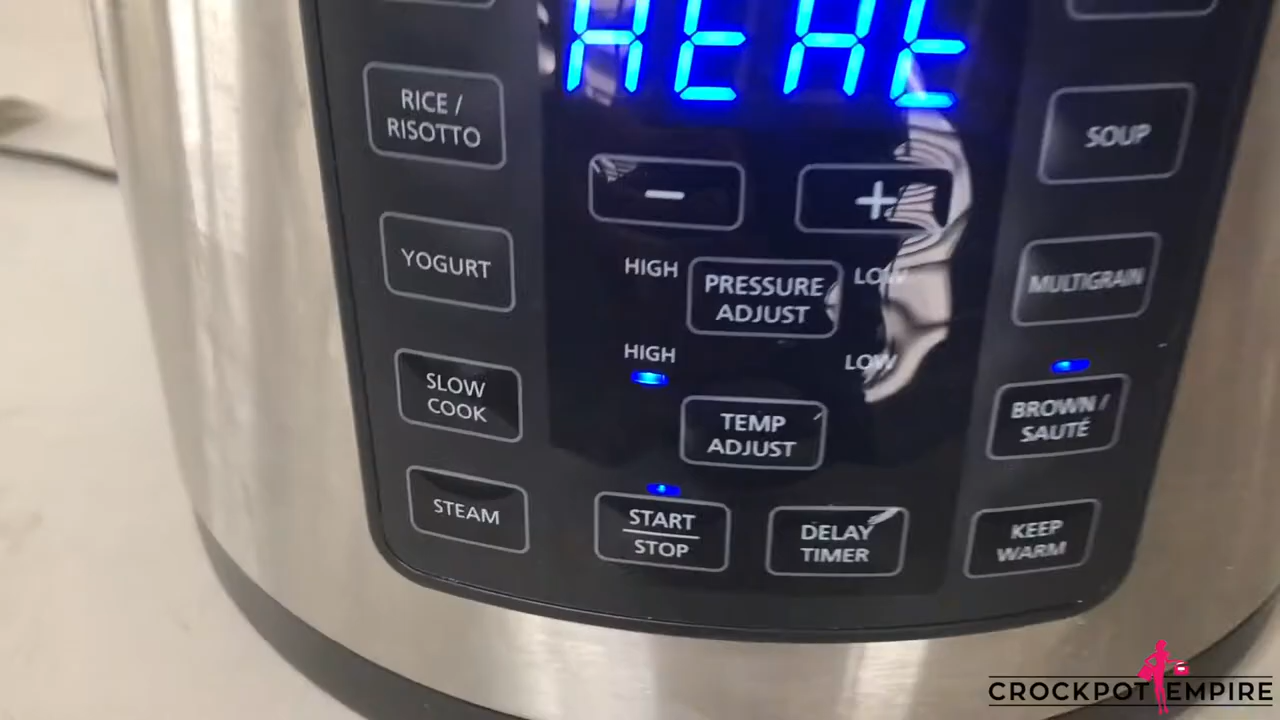 HEAt
RICE /
RISOTTO
SOUP
−
+
YOGURT
HIGH
PRESSURE
ADJUST
LOW
MULTIGRAIN
HIGH
LOW
SLOW
COOK
TEMP
ADJUST
BROWN /
SAUTÉ
STEAM
START
STOP
DELAY
TIMER
KEEP
WARM
CROCKPOT EMPIRE